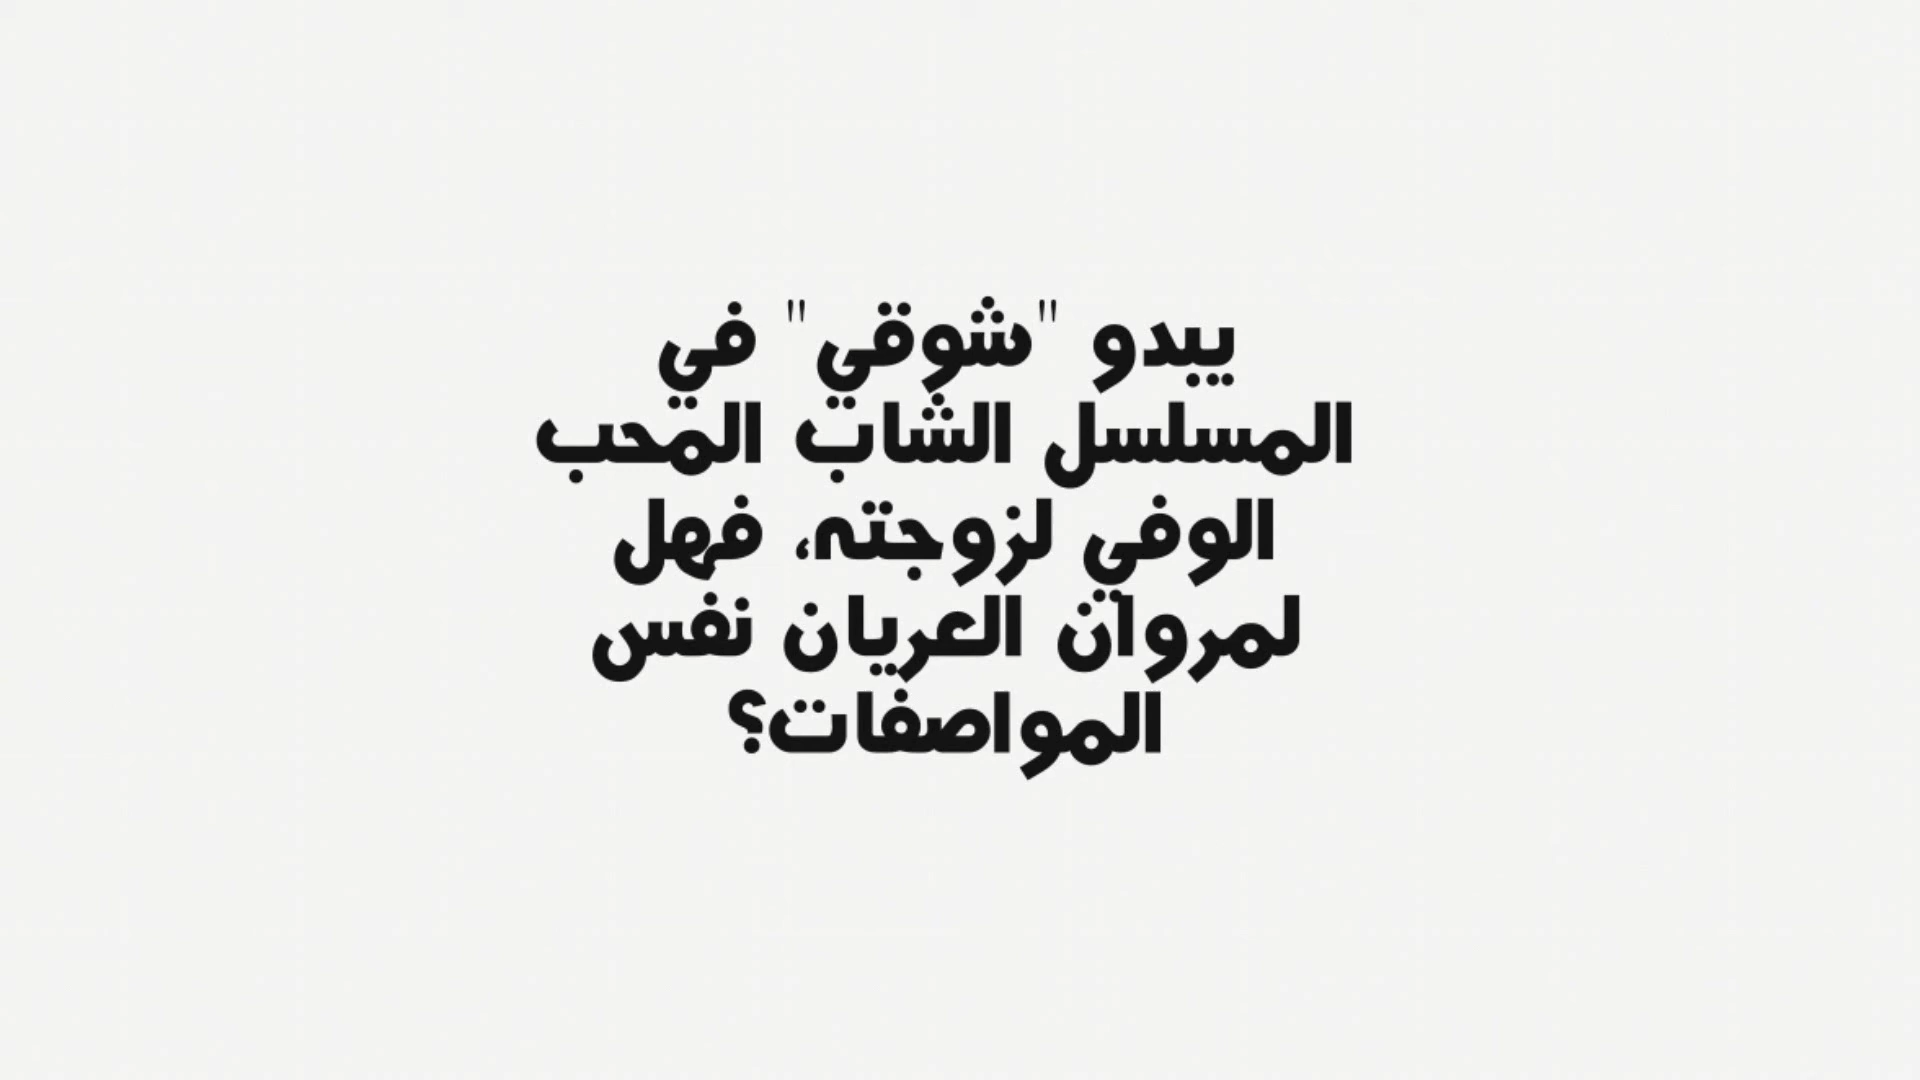 يبدو "شوقي" في
المسلسل الشاب المحب
الوفي لزوجته، فهل
لمروان العريان نفس
المواصفات؟